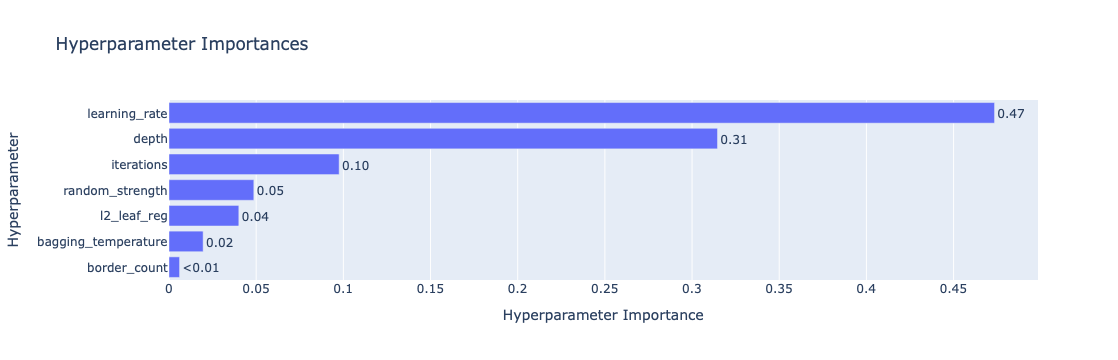 Hyperparameter Importances
Hyperparameter
learning_rate 0.47
depth 0.31
iterations 0.10
random_strength 0.05
l2_leaf_reg 0.04
bagging_temperature 0.02
border_count <0.01
0 0.05 0.1 0.15 0.2 0.25 0.3 0.35 0.4 0.45
Hyperparameter Importance